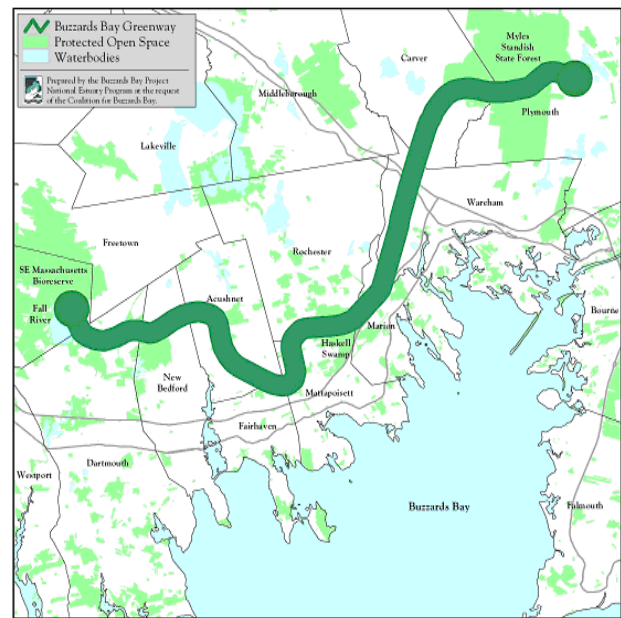 Buzzards Bay Greenway
Protected Open Space
Waterbodies
Prepared by the Buzzards Bay Project
National Estuary Program at the request
of the Coalition for Buzzards Bay.
Myles
Standish
State Forest
Carver
Plymouth
Middleborough
Lakeville
Wareham
Freetown
Rochester
SE Massachusetts
Bioreserve
Fall
River
Acushnet
Bourne
Marion
Haskell
Swamp
New
Bedford
Mattapoisett
Fairhaven
Dartmouth
Westport
Buzzards Bay
Falmouth